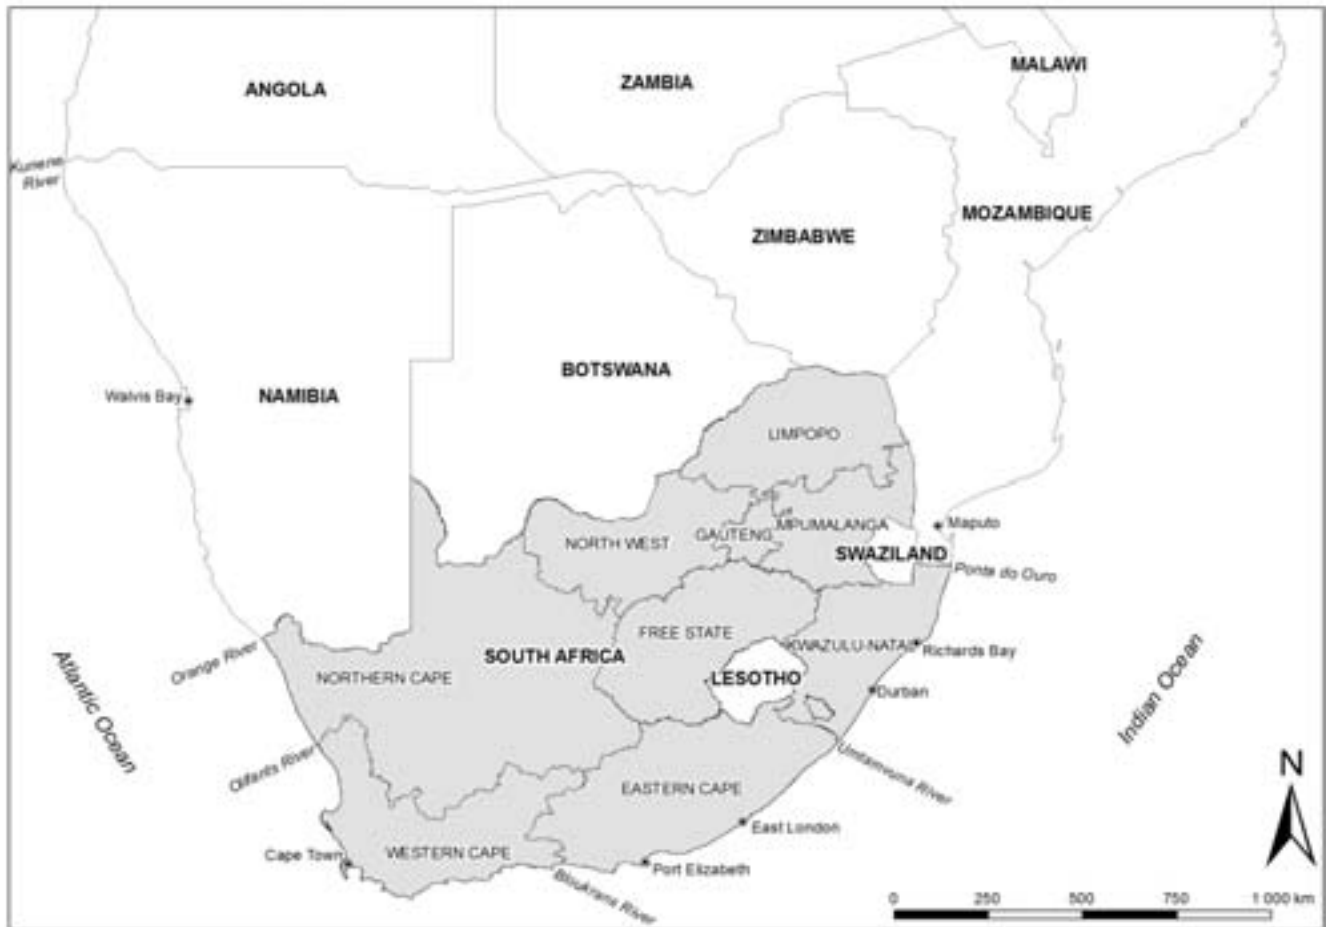 MALAWI
ZAMBIA
ANGOLA
Kunene
River
MOZAMBIQUE
ZIMBABWE
BOTSWANA
NAMIBIA
Walvis Bay
LIMPOPO
Maputo
MPUMALANGA
GAUTENG
NORTH WEST
SWAZILAND
Ponta do Ouro
FREE STATE
KWAZULU-NATAL
Richards Bay
SOUTH AFRICA
Orange River
NORTHERN CAPE
LESOTHO
Durban
Atlantic Ocean
Indian Ocean
Olifants River
Umtamvuna River
N
EASTERN CAPE
East London
WESTERN CAPE
Cape Town
Port Elizabeth
Bloukrans River
0 250 500 750 1 000 km